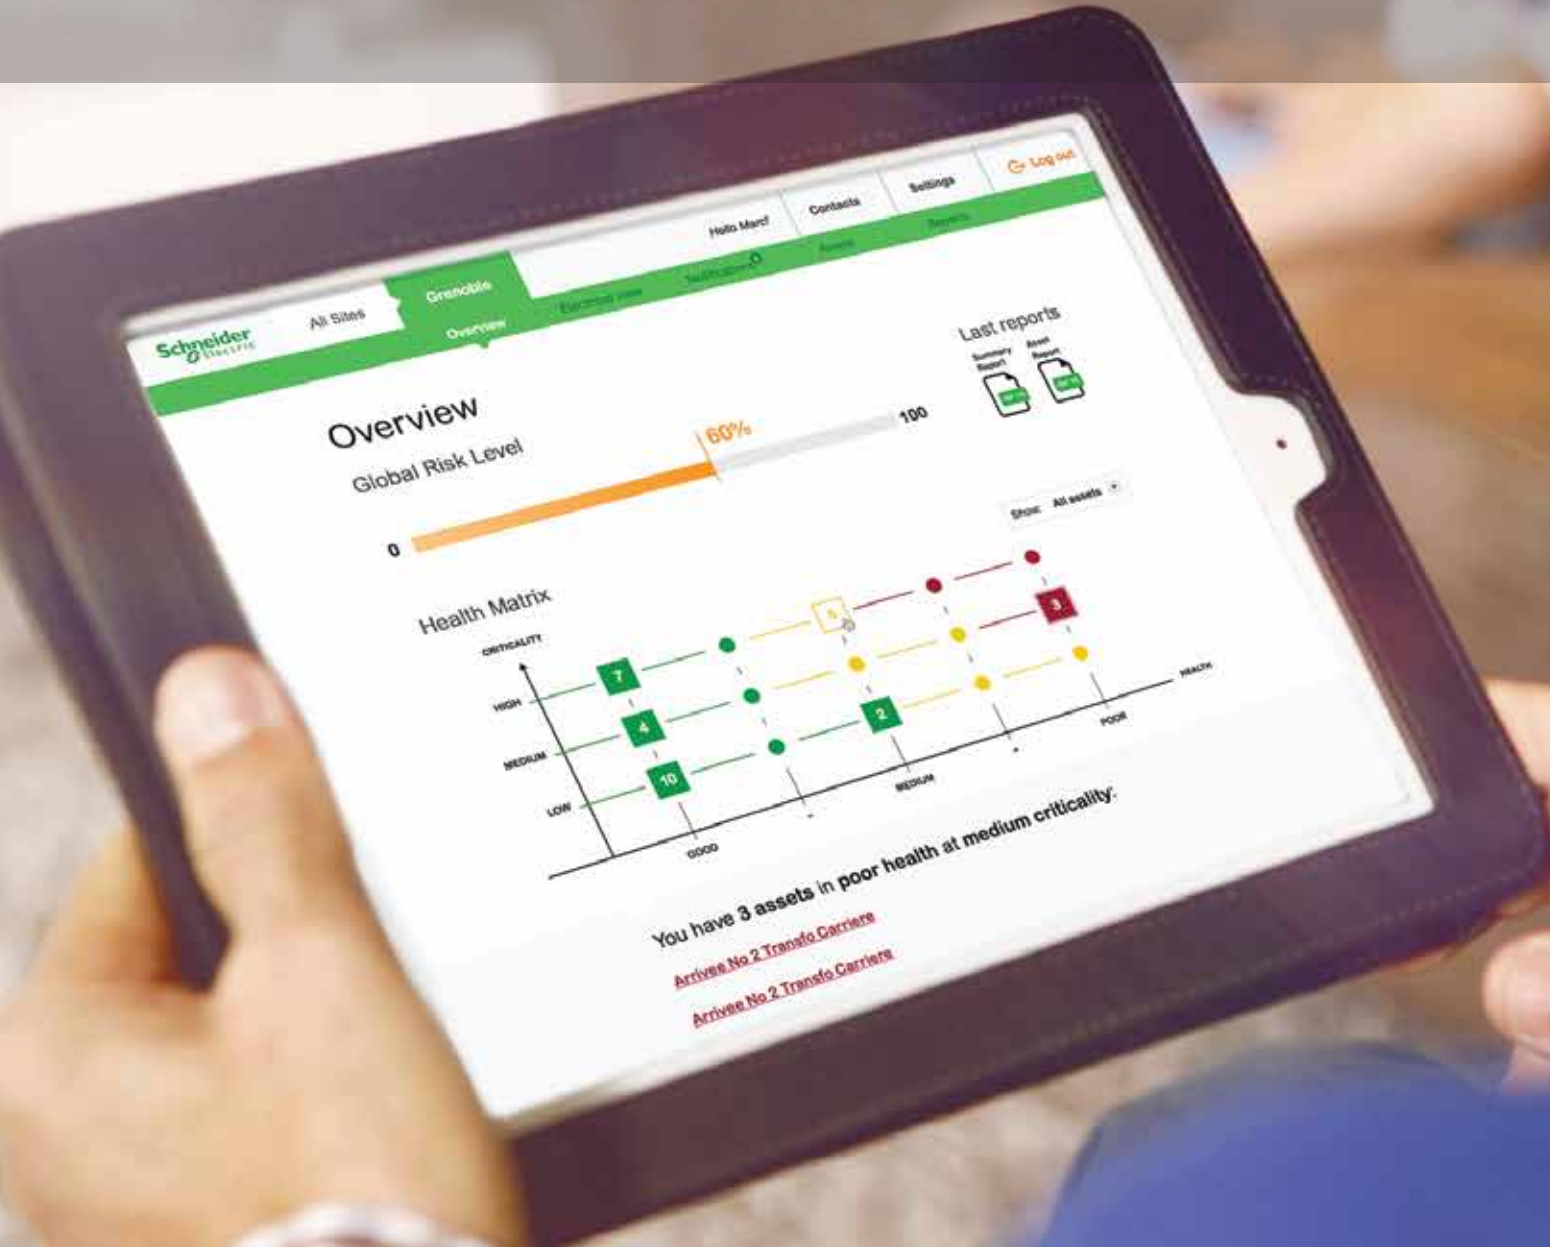 Schneider
Electric
All Sites
Grenoble
Hello Marc!
Contacts
Settings
Log out
Overview
Electrical view
Notifications
Assets
Reports
Overview
Last reports
Summary
Report
Asset
Report
Global Risk Level
0
60%
100
Show: All assets
Health Matrix
CRITICALITY
HIGH
7
5
MEDIUM
4
3
LOW
10
2
GOOD
-
MEDIUM
POOR
HEALTH
You have 3 assets in poor health at medium criticality:
Arrivee No 2 Transfo Carriere
Arrivee No 2 Transfo Carriere